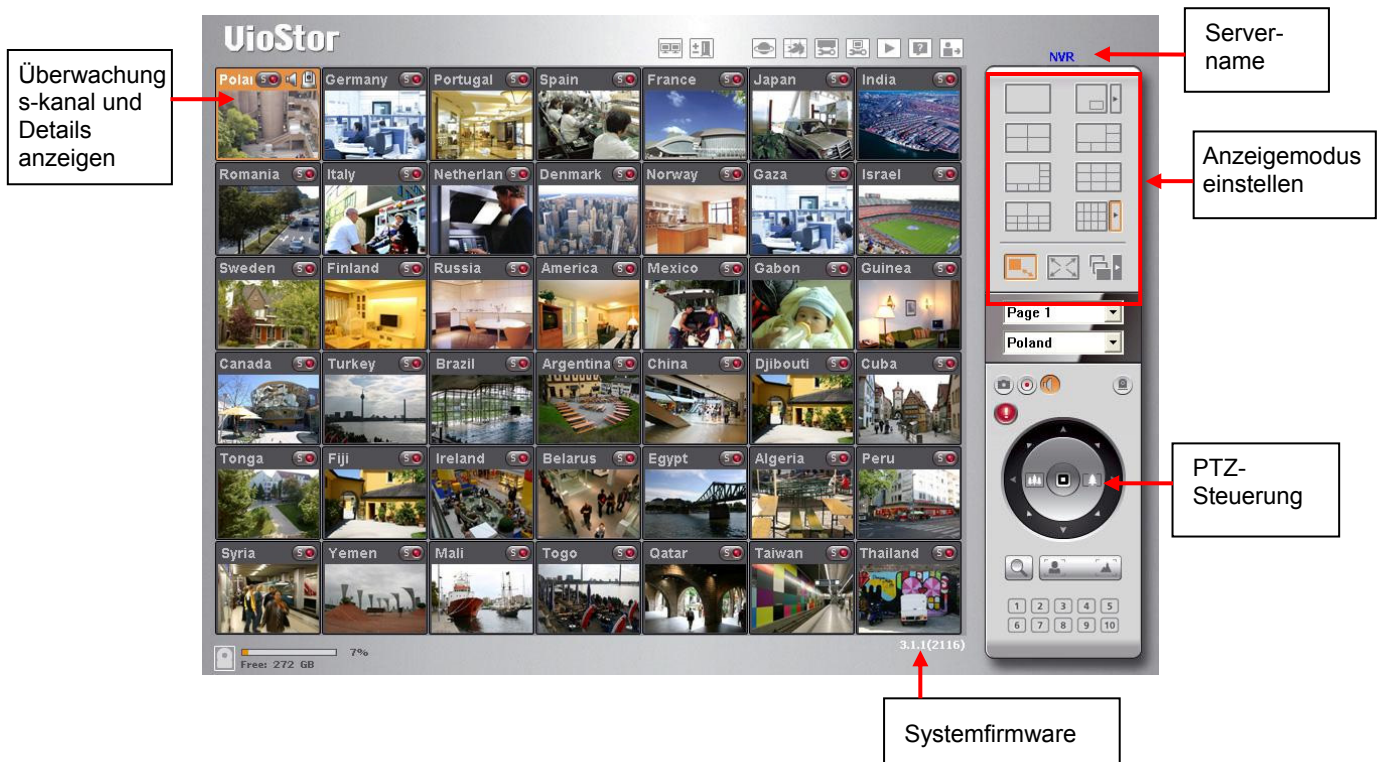 VioStor
NVR
Server-
name
Überwachung
s-kanal und
Details
anzeigen
Polan
Germany
Portugal
Spain
France
Japan
India
Romania
Italy
Netherlan
Denmark
Norway
Gaza
Israel
Anzeigemodus
einstellen
Sweden
Finland
Russia
America
Mexico
Gabon
Guinea
Page 1
Poland
Canada
Turkey
Brazil
Argentina
China
Djibouti
Cuba
Tonga
Fiji
Ireland
Belarus
Egypt
Algeria
Peru
PTZ-
Steuerung
Syria
Yemen
Mali
Togo
Qatar
Taiwan
Thailand
1 2 3 4 5
6 7 8 9 10
7%
Free: 272 GB
3.1.1(2116)
Systemfirmware